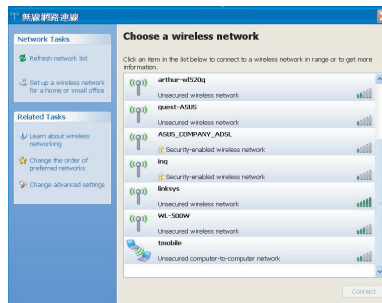 無線網路連線
Network Tasks
Refresh network list
Set up a wireless network
for a home or small office
Related Tasks
Learn about wireless
networking
Change the order of
preferred networks
Change advanced settings
Choose a wireless network
Click an item in the list below to connect to a wireless network in range or to get more
information.
arthur-wl520g
Unsecured wireless network
guest-ASUS
Unsecured wireless network
ASUS_COMPANY_ADSL
Security-enabled wireless network
inq
Security-enabled wireless network
linksys
Unsecured wireless network
WL-500W
Unsecured wireless network
tmobile
Unsecured computer-to-computer network
Connect